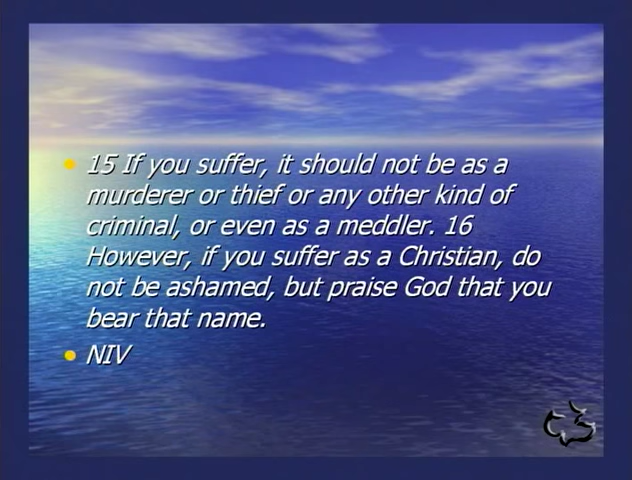 15 If you suffer, it should not be as a
murderer or thief or any other kind of
criminal, or even as a meddler. 16
However, if you suffer as a Christian, do
not be ashamed, but praise God that you
bear that name.
NIV